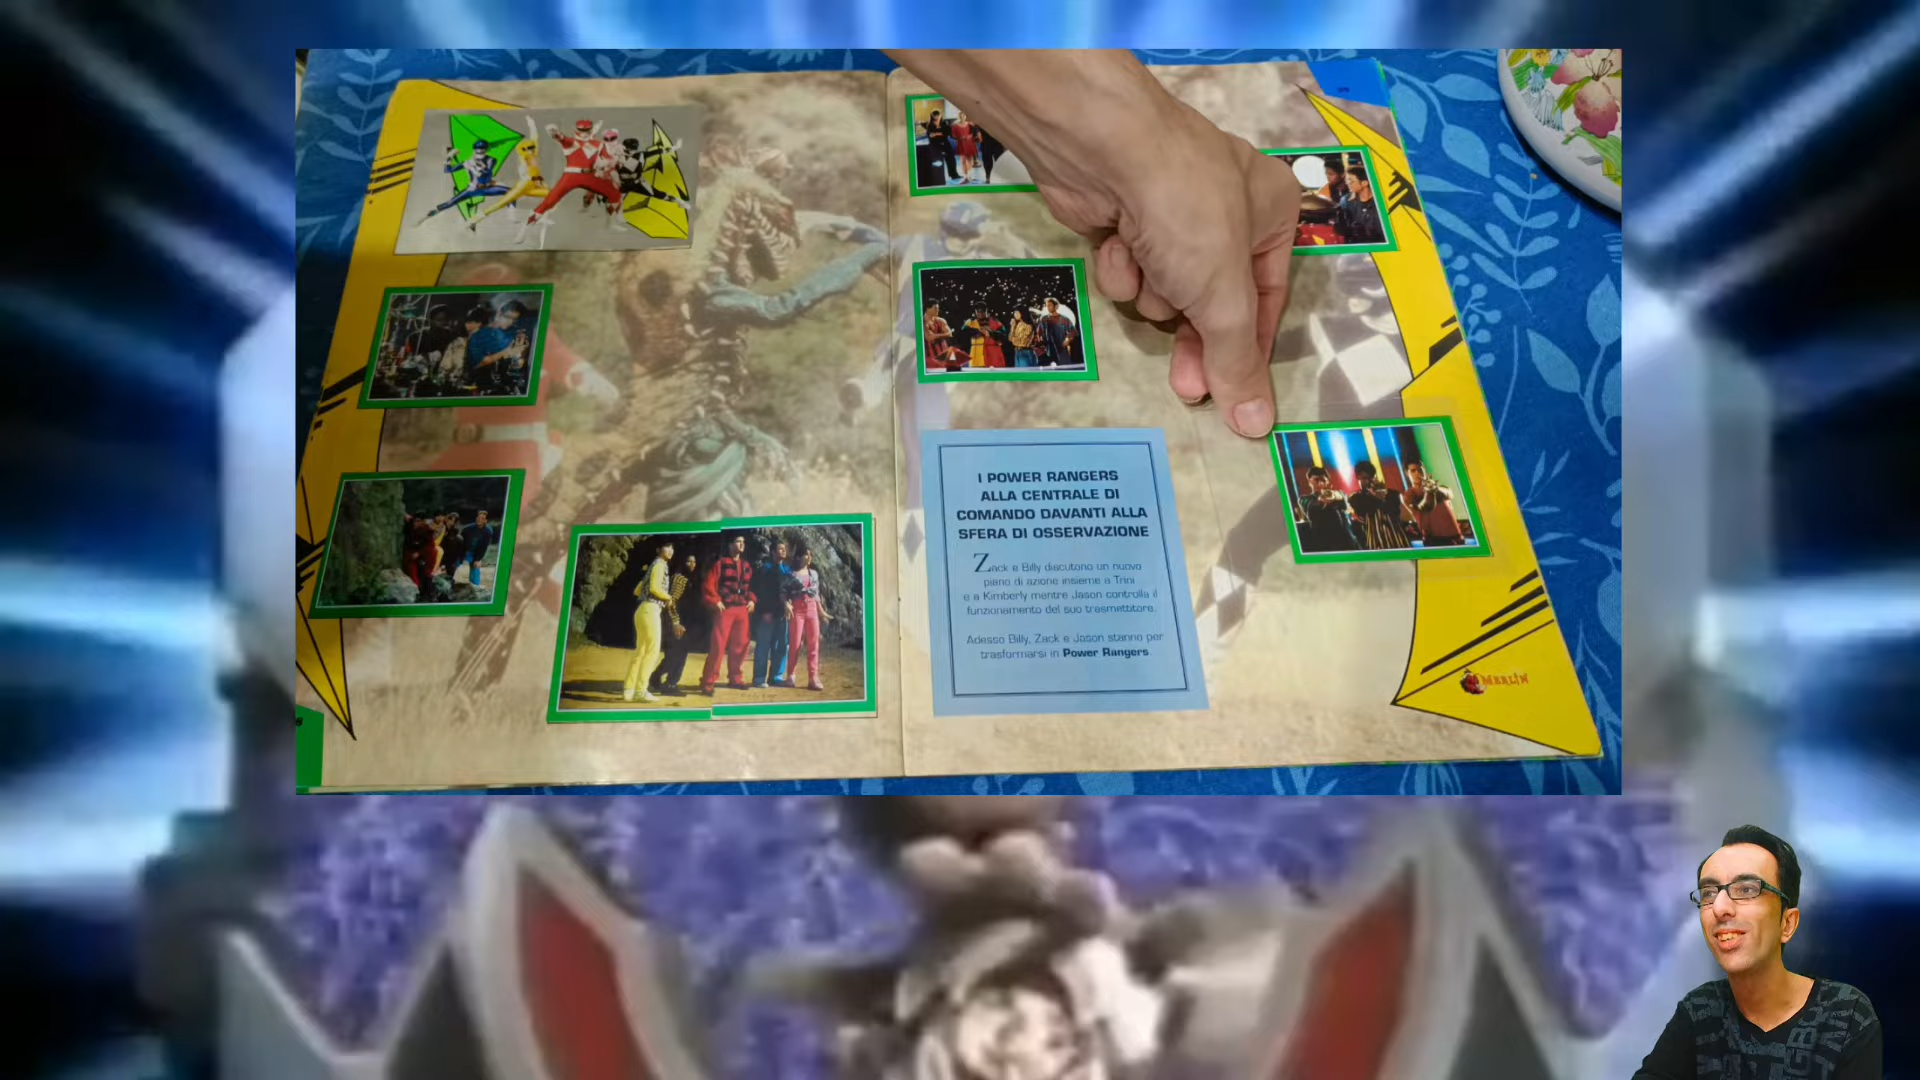 I POWER RANGERS
ALLA CENTRALE DI
COMANDO DAVANTI ALLA
SFERA DI OSSERVAZIONE
Zack e Billy discutono un nuovo
piano di azione insieme a Trini
e a Kimberly mentre Jason controlla il
funzionamento del suo trasmettitore.
Adesso Billy, Zack e Jason stanno per
trasformarsi in Power Rangers.
MERLIN